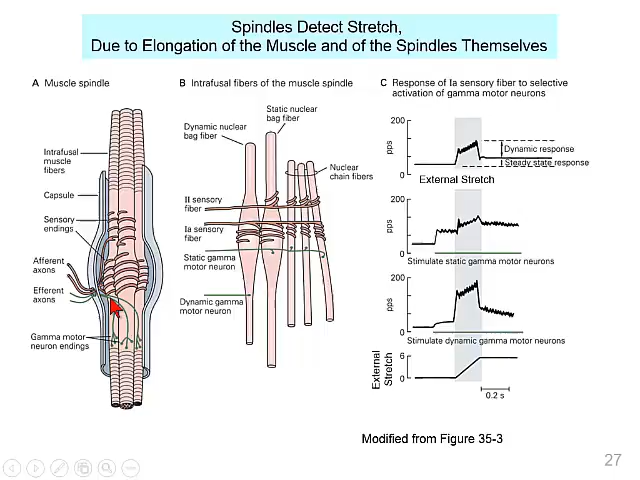 Spindles Detect Stretch,
Due to Elongation of the Muscle and of the Spindles Themselves
A Muscle spindle
Intrafusal
muscle
fibers
Capsule
Sensory
endings
Afferent
axons
Efferent
axons
Gamma motor
neuron endings
B Intrafusal fibers of the muscle spindle
Static nuclear
bag fiber
Dynamic nuclear
bag fiber
Nuclear
chain fibers
II sensory
fiber
Ia sensory
fiber
Static gamma
motor neuron
Dynamic gamma
motor neuron
C Response of Ia sensory fiber to selective
activation of gamma motor neurons
200
pps
0
Dynamic response
Steady state response
External Stretch
200
pps
0
Stimulate static gamma motor neurons
200
pps
0
Stimulate dynamic gamma motor neurons
External
Stretch
6
0
0.2 s
Modified from Figure 35-3
27